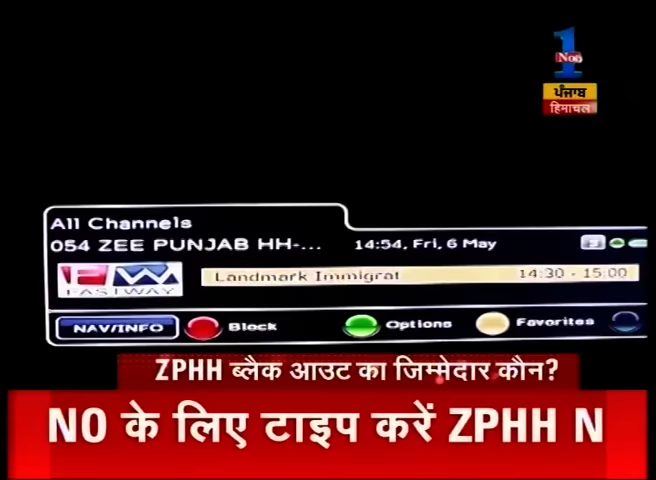 1
No
ਪੰਜਾਬ
हिमाचल
All Channels
054 ZEE PUNJAB HH-...
14:54, Fri, 6 May
FW
FASTWAY
Landmark Immigrat
14:30 - 15:00
NAV/INFO
Block
Options
Favorites
ZPHH ब्लैक आउट का जिम्मेदार कौन?
NO के लिए टाइप करें ZPHH N